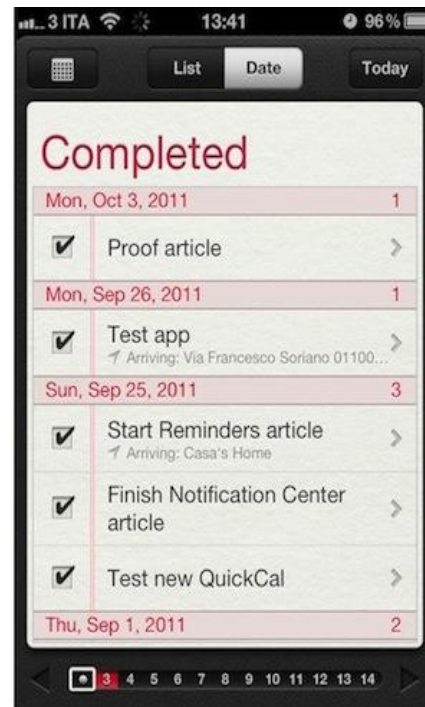 3 ITA 13:41 96%
List Date Today
Completed
Mon, Oct 3, 2011 1
Proof article
Mon, Sep 26, 2011 1
Test app
Arriving: Via Francesco Soriano 01100...
Sun, Sep 25, 2011 3
Start Reminders article
Arriving: Casa's Home
Finish Notification Center
article
Test new QuickCal
Thu, Sep 1, 2011 2
3 4 5 6 7 8 9 10 11 12 13 14